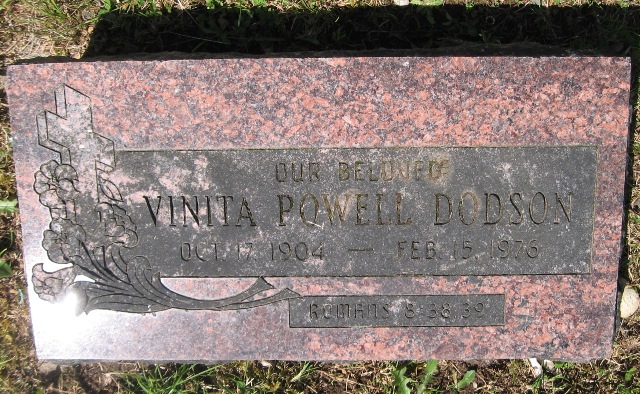 OUR BELOVED
VINITA POWELL DODSON
OCT. 17 1904 — FEB. 15, 1976
ROMANS 8-38-39